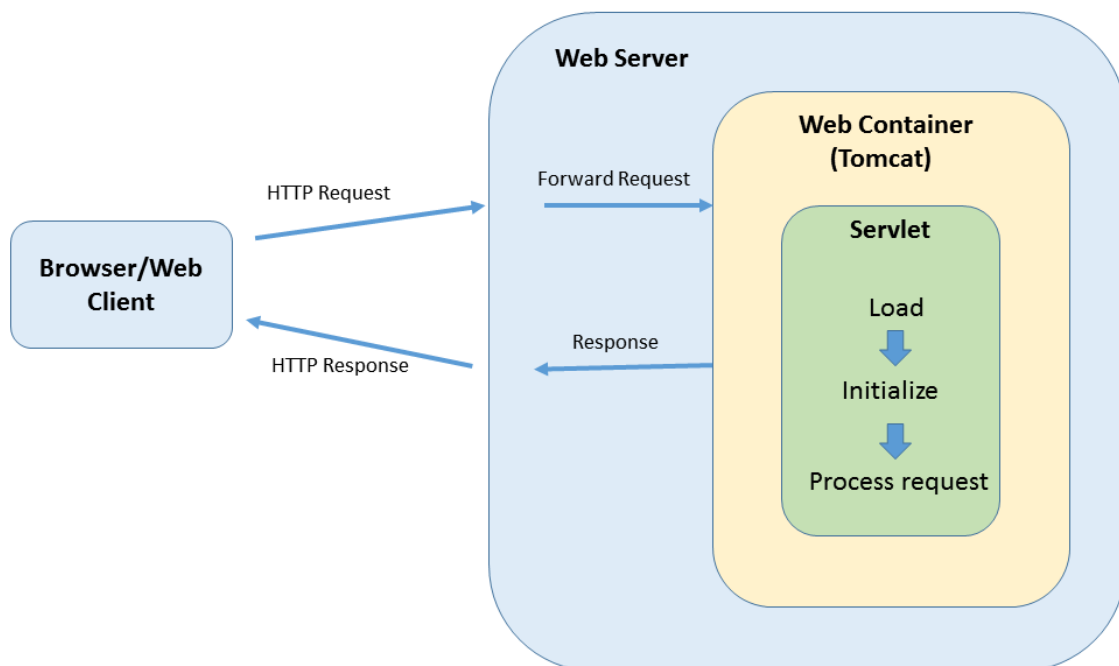 Web Server
Web Container
(Tomcat)
HTTP Request
Forward Request
Servlet
Browser/Web
Client
Load
Response
HTTP Response
Initialize
Process request